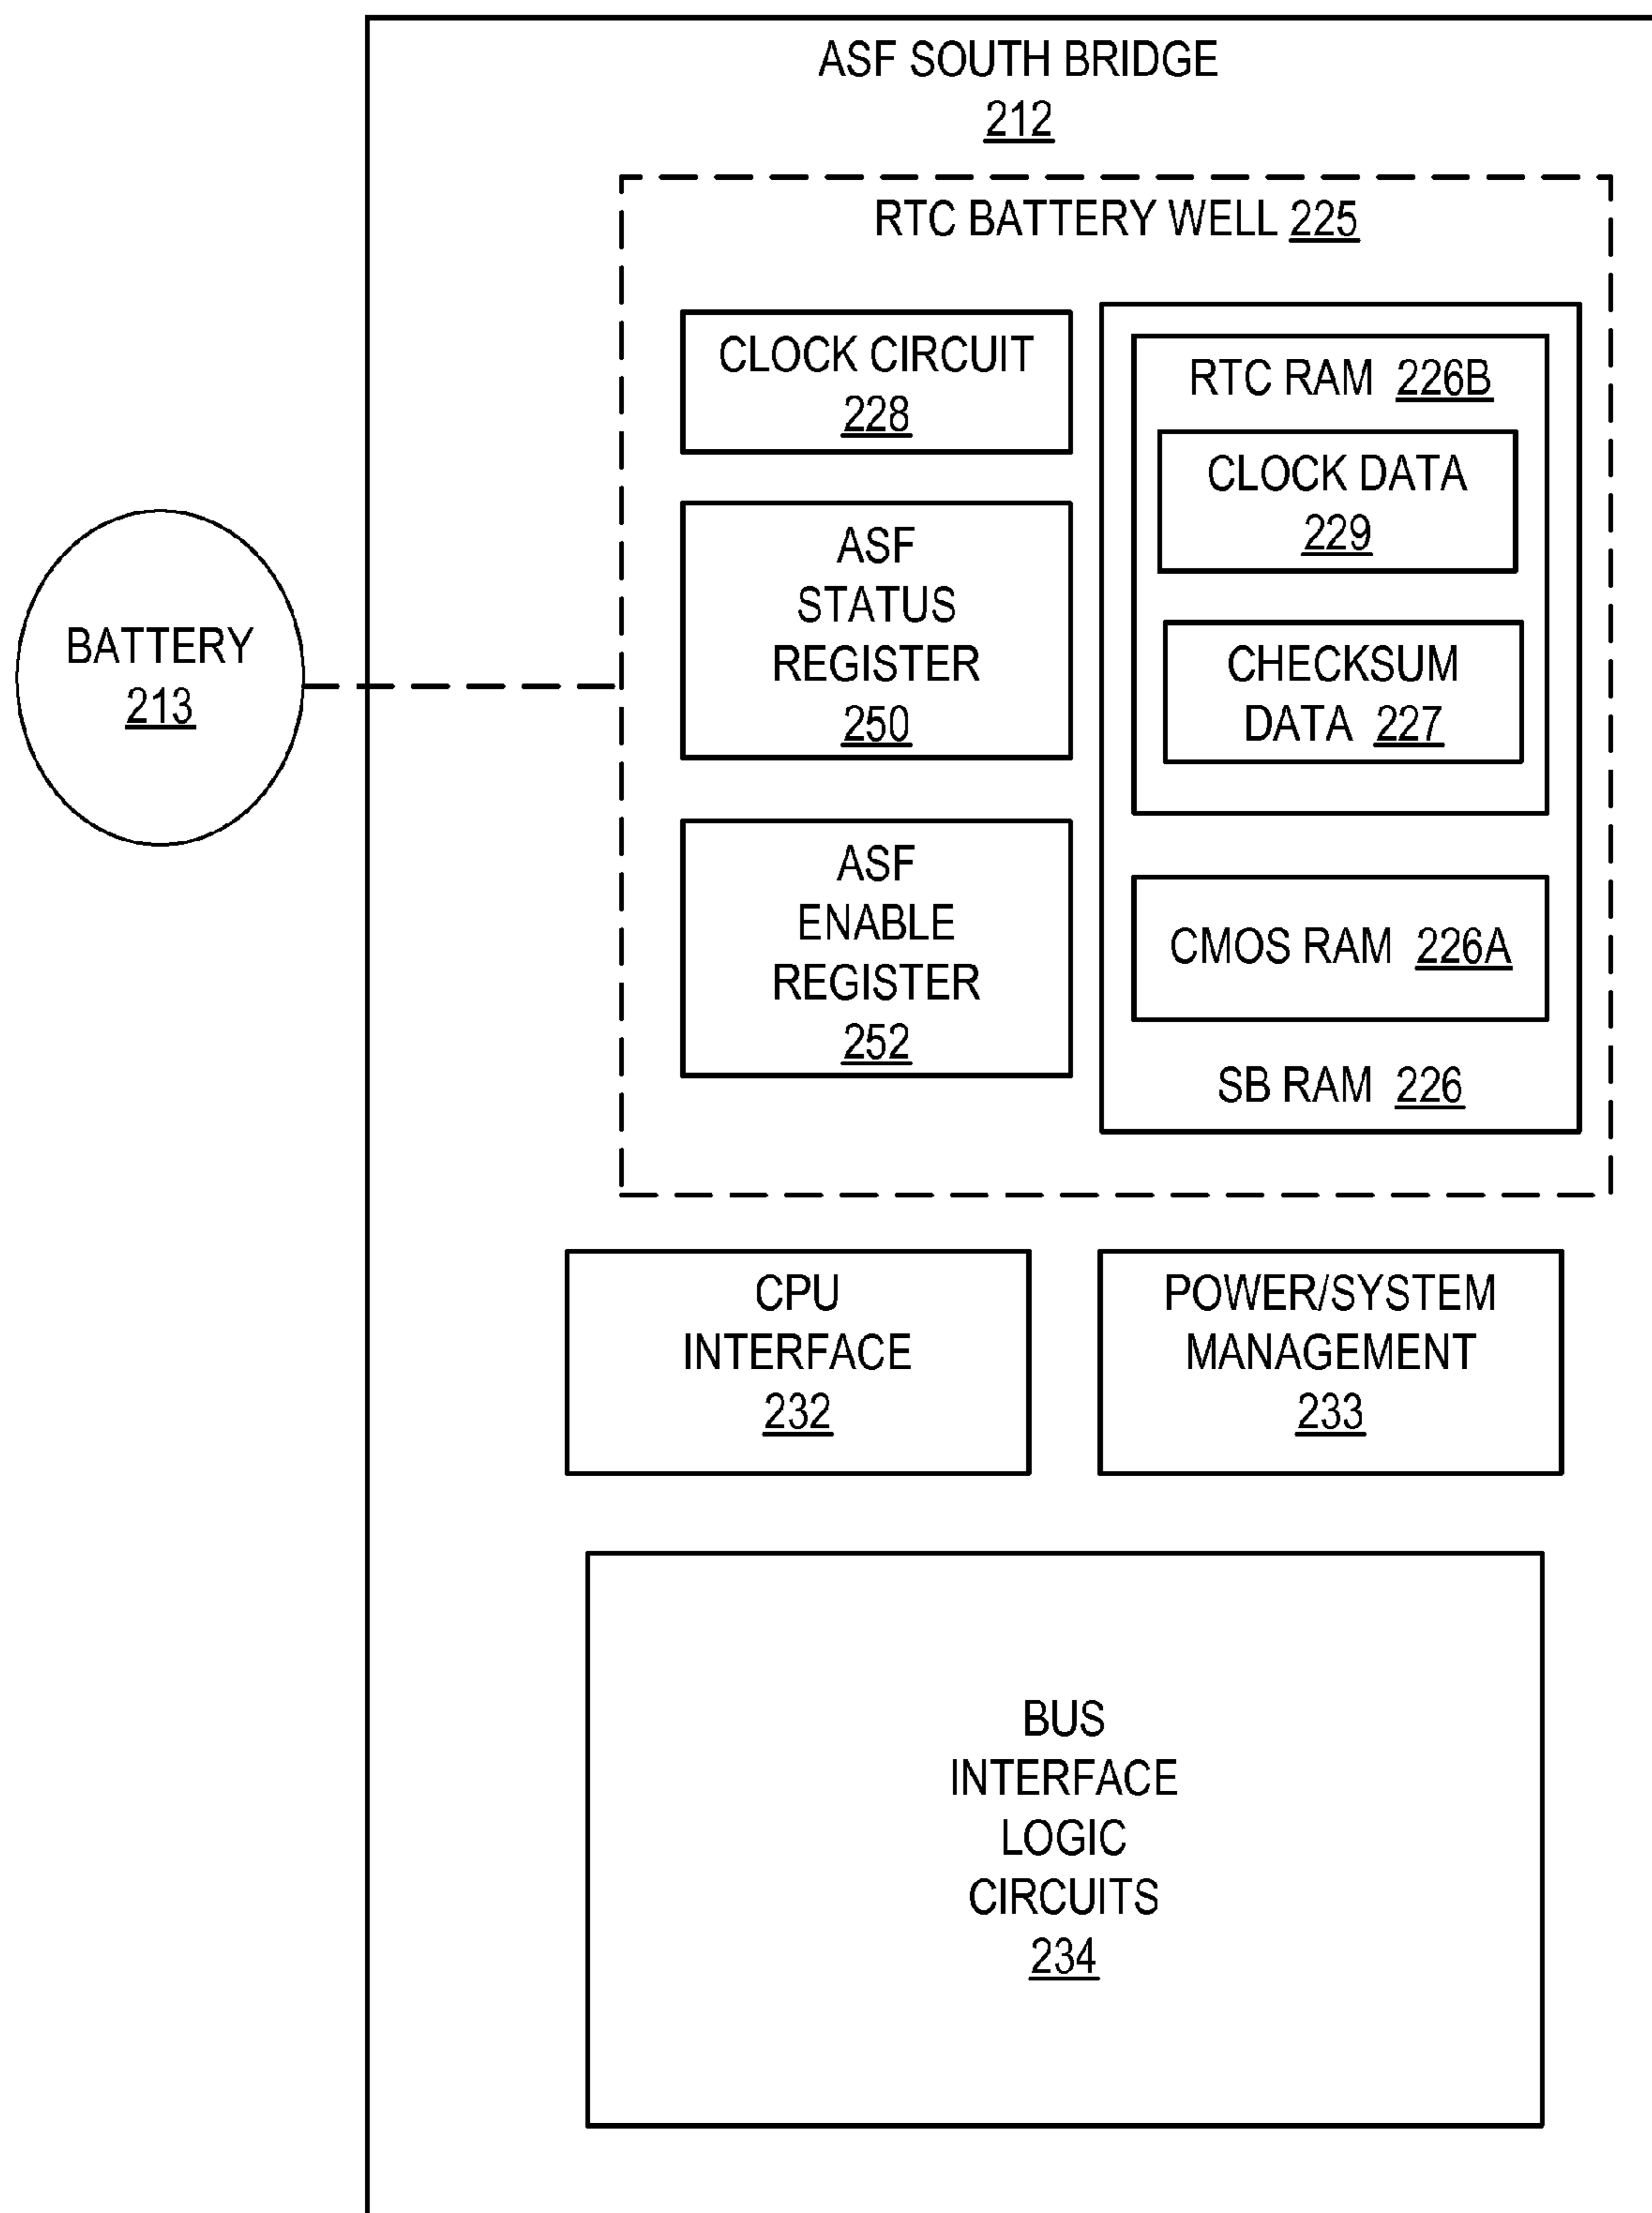 ASF SOUTH BRIDGE
212
RTC BATTERY WELL 225
CLOCK CIRCUIT
228
RTC RAM 226B
CLOCK DATA
229
ASF
STATUS
REGISTER
250
CHECKSUM
DATA 227
BATTERY
213
ASF
ENABLE
REGISTER
252
CMOS RAM 226A
SB RAM 226
CPU
INTERFACE
232
POWER/SYSTEM
MANAGEMENT
233
BUS
INTERFACE
LOGIC
CIRCUITS
234